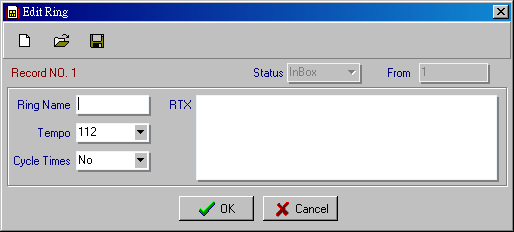 Edit Ring
Record NO. 1 Status InBox From 1
Ring Name RTX
Tempo 112
Cycle Times No
OK Cancel